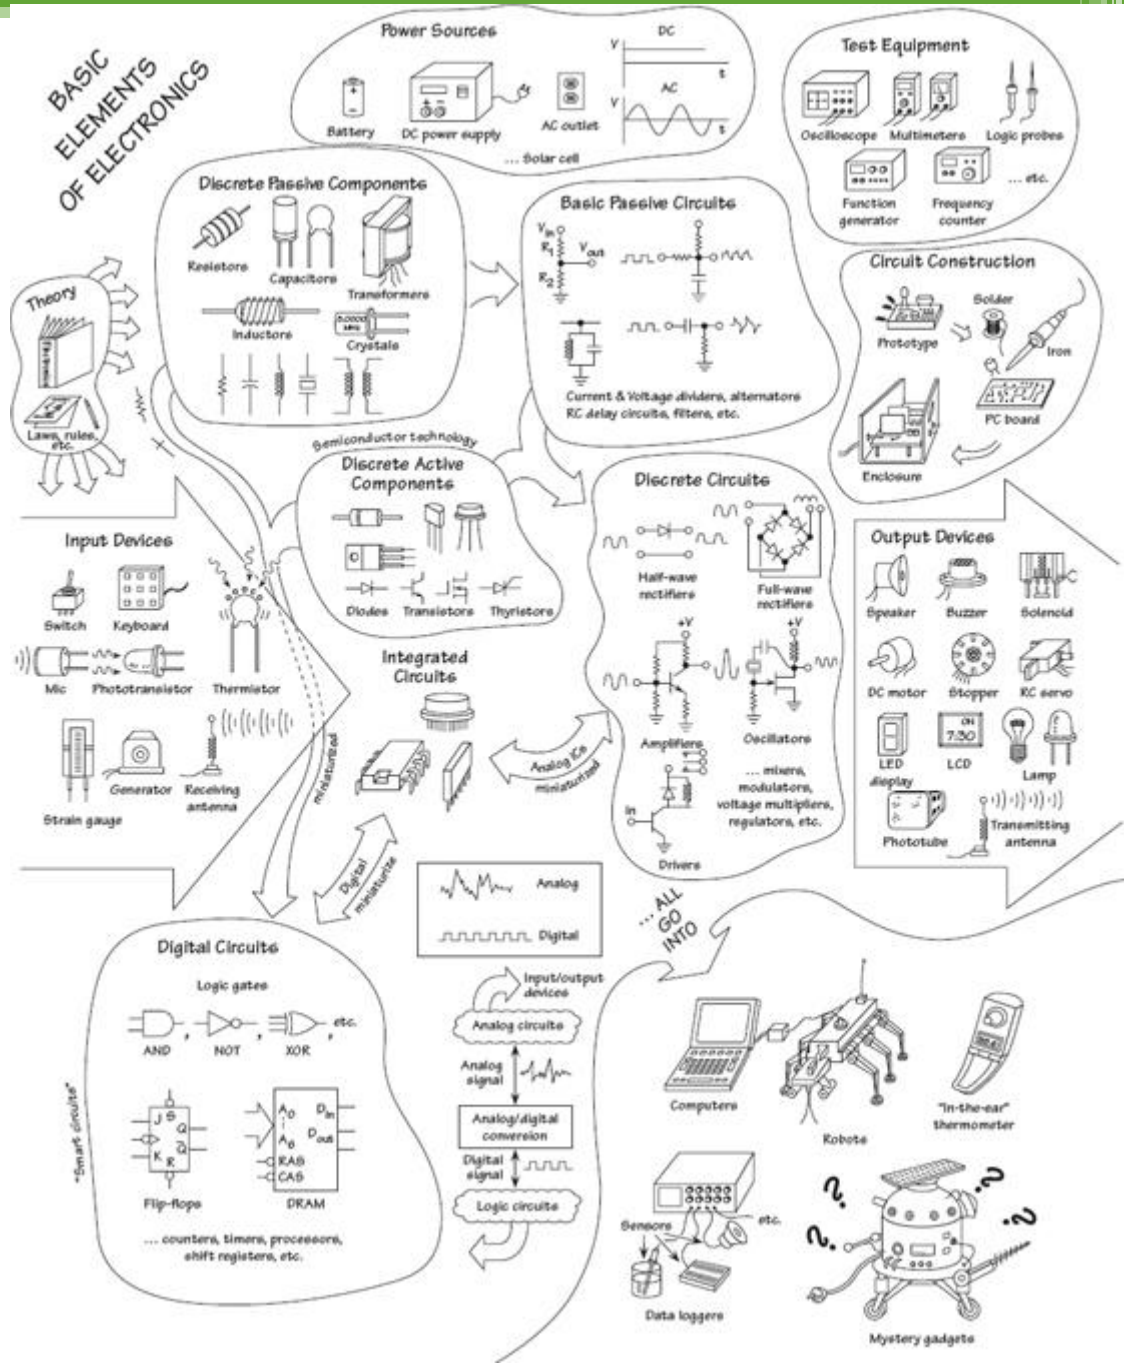 BASIC
ELEMENTS
OF ELECTRONICS
Power Sources
Battery
DC power supply
AC outlet
DC
V
t
AC
V
t
... Solar cell
Test Equipment
Oscilloscope
Multimeters
Logic probes
Function
generator
Frequency
counter
... etc.
Discrete Passive Components
Resistors
Capacitors
Transformers
Inductors
5.0000
MHz
Crystals
Basic Passive Circuits
Vin
R1
Vout
R2
Current & Voltage dividers, alternators
RC delay circuits, filters, etc.
Circuit Construction
Prototype
Solder
Iron
PC board
Enclosure
Theory
Electronics
Laws, rules,
etc.
Semiconductor technology
Discrete Active
Components
Diodes
Transistors
Thyristors
Discrete Circuits
Half-wave
rectifiers
Full-wave
rectifiers
+V
+V
Amplifiers
Oscillators
In
Drivers
... mixers,
modulators,
voltage multipliers,
regulators, etc.
Input Devices
Switch
Keyboard
Mic
Phototransistor
Thermistor
Strain gauge
Generator
Receiving
antenna
miniaturized
Integrated
Circuits
Analog ICs
miniaturized
Digital
miniaturize
Output Devices
Speaker
Buzzer
Solenoid
DC motor
Stopper
RC servo
LED
display
ON
7:30
LCD
Lamp
Phototube
Transmitting
antenna
Analog
Digital
... ALL
GO
INTO
Digital Circuits
Logic gates
AND
,
NOT
,
XOR
, etc.
"Smart circuits"
J S Q
K R Q
Flip-flops
A0
A6
RAS
CAS
Din
Dout
DRAM
... counters, timers, processors,
shift registers, etc.
Input/output
devices
Analog circuits
Analog
signal
Analog/digital
conversion
Digital
signal
Logic circuits
Computers
Robots
"In-the-ear"
thermometer
Sensors
etc.
Data loggers
? ? ? ?
Mystery gadgets